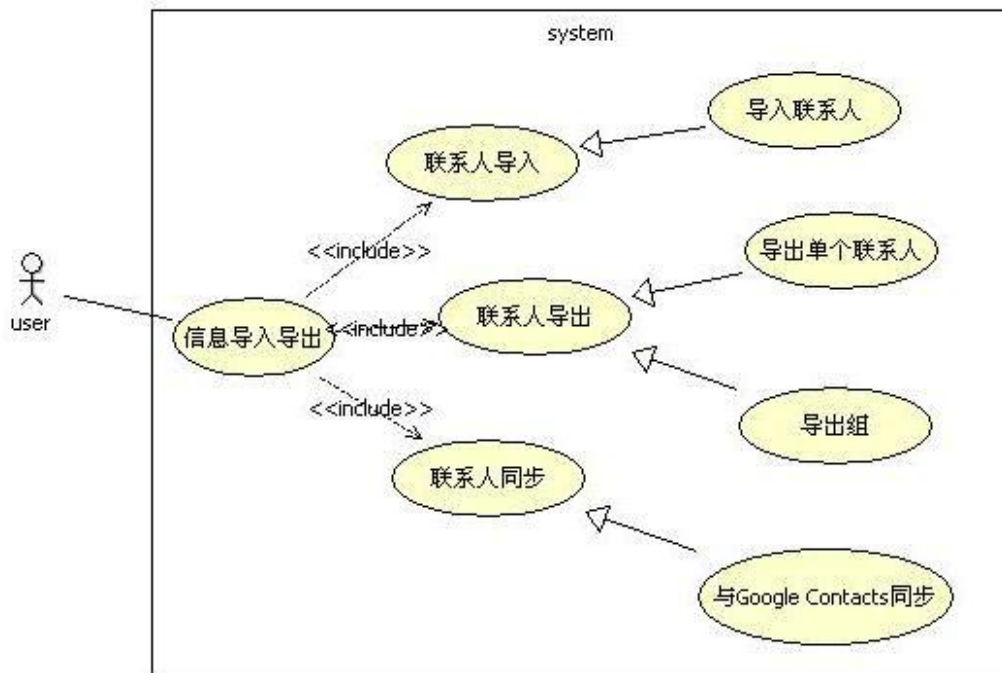 system
导入联系人
联系人导入
<<include>>
导出单个联系人
user
信息导入导出
<<include>>
联系人导出
<<include>>
导出组
联系人同步
与Google Contacts同步